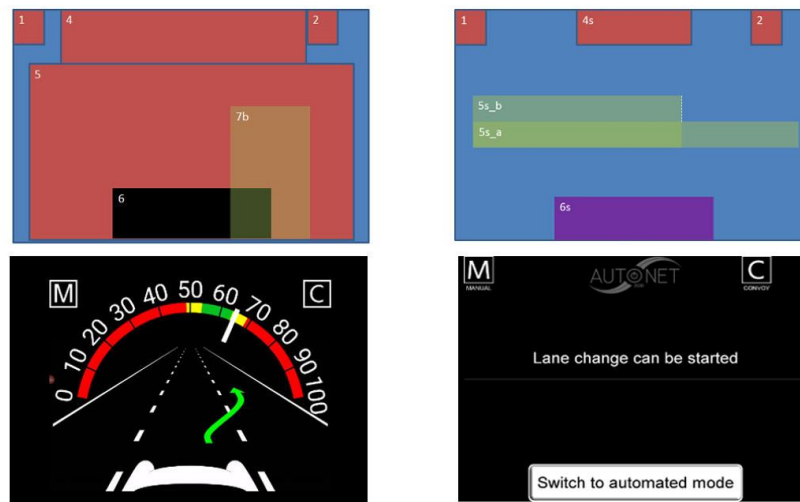 1
4
2
5
7b
6
1
4s
2
5s_b
5s_a
6s
M
C
0
10
20
30
40
50
60
70
80
90
100
M
MANUAL
AUTONET
C
CONVOY
Lane change can be started
Switch to automated mode